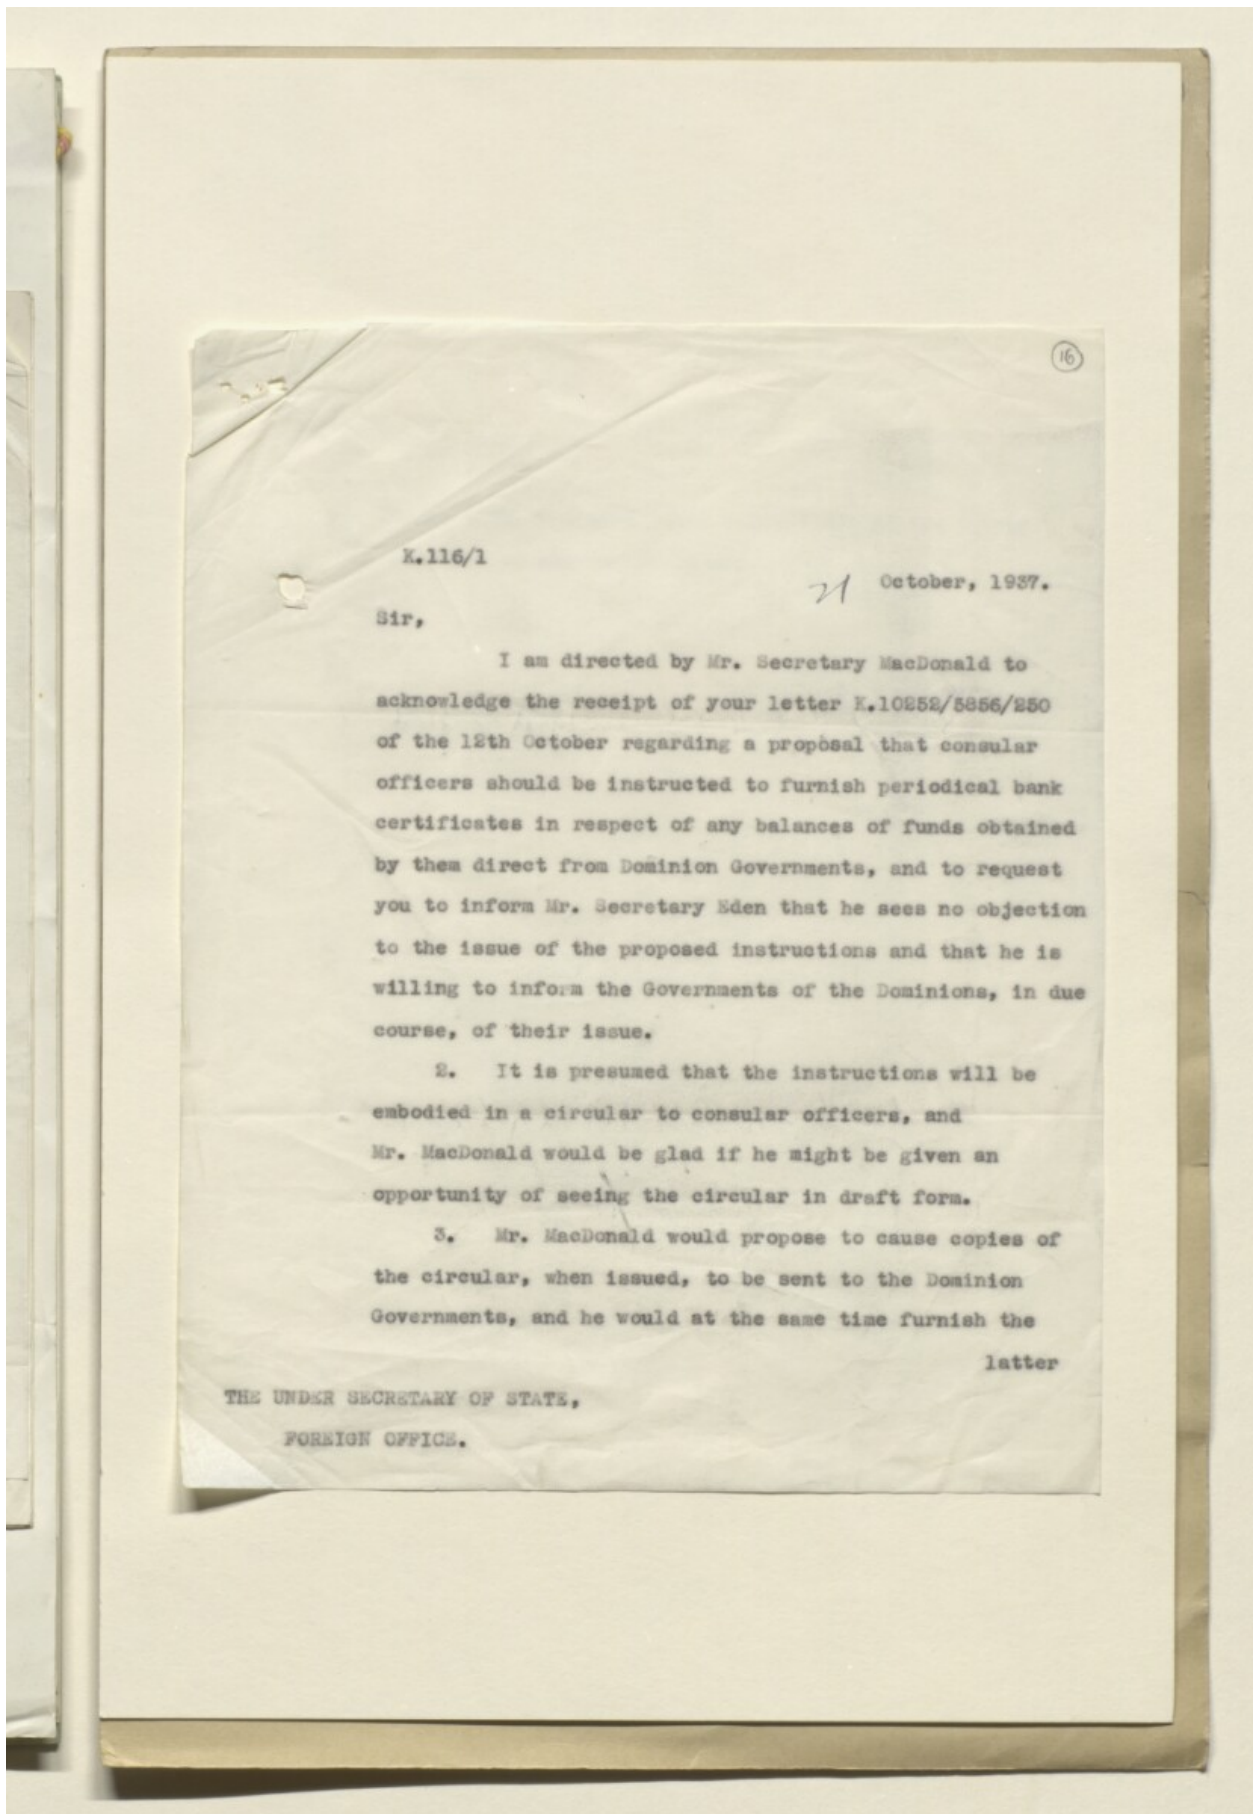 16
K.116/1
21 October, 1937.
Sir,
I am directed by Mr. Secretary MacDonald to
acknowledge the receipt of your letter K.10252/5856/250
of the 12th October regarding a proposal that consular
officers should be instructed to furnish periodical bank
certificates in respect of any balances of funds obtained
by them direct from Dominion Governments, and to request
you to inform Mr. Secretary Eden that he sees no objection
to the issue of the proposed instructions and that he is
willing to inform the Governments of the Dominions, in due
course, of their issue.
2. It is presumed that the instructions will be
embodied in a circular to consular officers, and
Mr. MacDonald would be glad if he might be given an
opportunity of seeing the circular in draft form.
3. Mr. MacDonald would propose to cause copies of
the circular, when issued, to be sent to the Dominion
Governments, and he would at the same time furnish the
latter
THE UNDER SECRETARY OF STATE,
FOREIGN OFFICE.